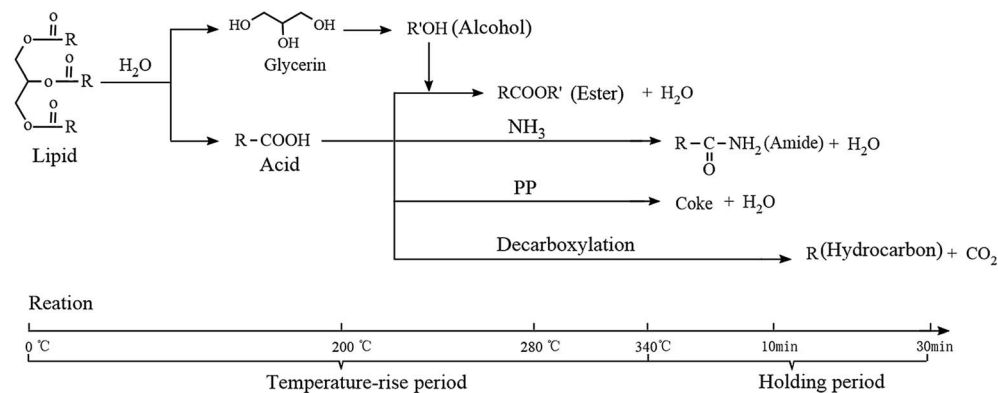 O
O R
HO OH
OH
R'OH (Alcohol)
O
O R
H₂O
Glycerin
O
O R
RCOOR' (Ester) + H₂O
NH₃
Lipid
R-COOH
Acid
R-C-NH₂(Amide) + H₂O
O
PP
Coke + H₂O
Decarboxylation
R(Hydrocarbon) + CO₂
Reation
0℃ 200℃ 280℃ 340℃ 10min 30min
Temperature-rise period Holding period